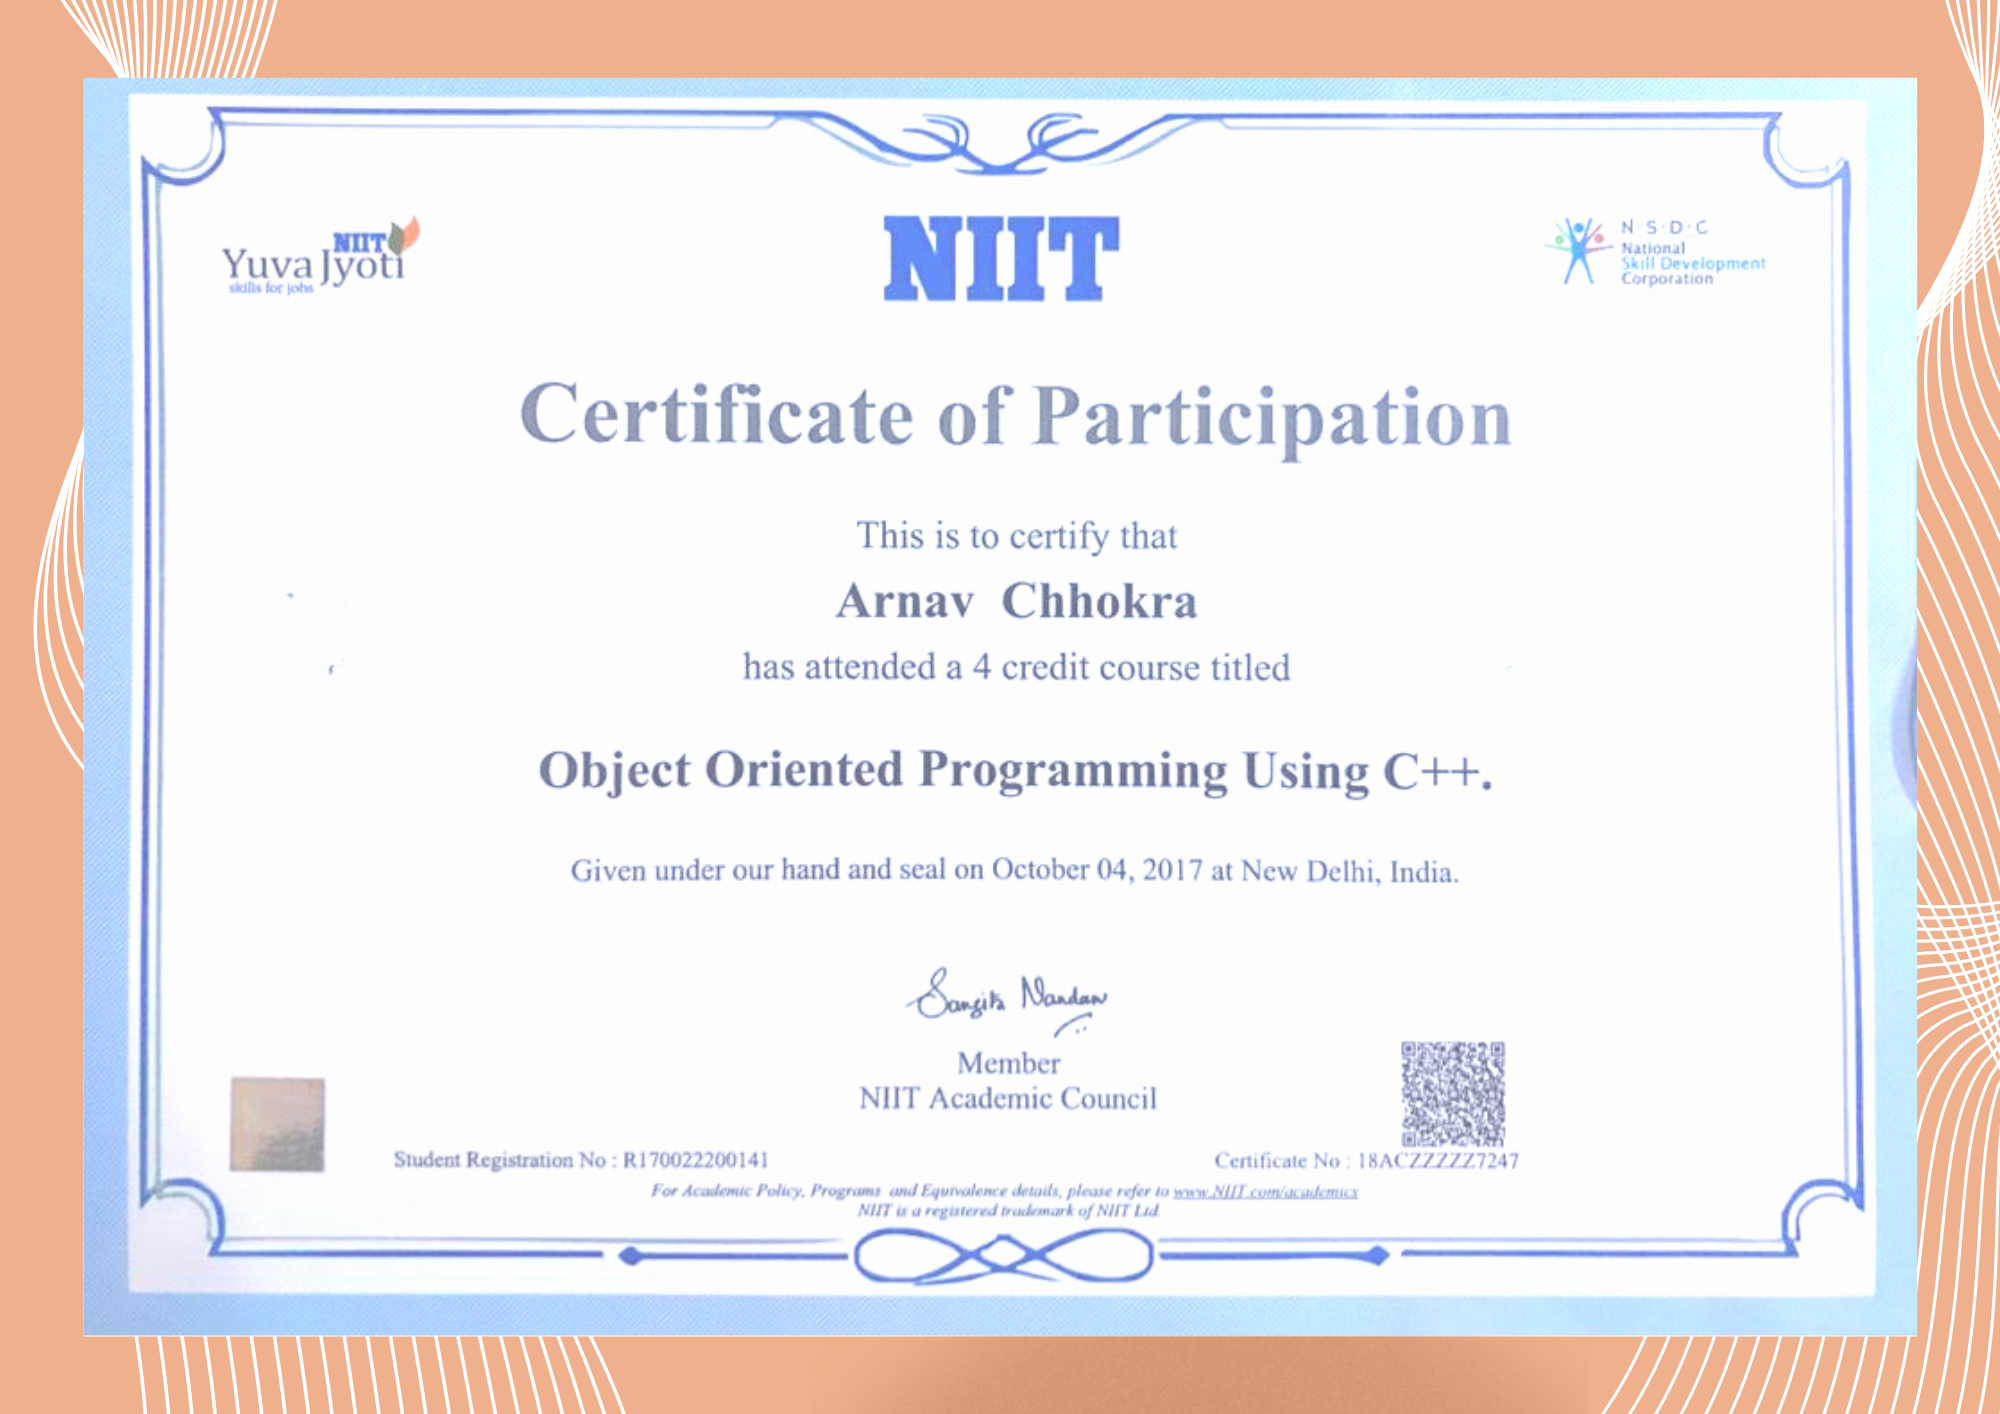 NIIT
Yuva Jyoti
skills for jobs
NIIT
N·S·D·C
National
Skill Development
Corporation
Certificate of Participation
This is to certify that
Arnav Chhokra
has attended a 4 credit course titled
Object Oriented Programming Using C++.
Given under our hand and seal on October 04, 2017 at New Delhi, India.
Sangita Nandan
Member
NIIT Academic Council
Student Registration No : R170022200141
Certificate No : 18ACZZZZZ7247
For Academic Policy, Programs and Equivalence details, please refer to www.NIIT.com/academics
NIIT is a registered trademark of NIIT Ltd.